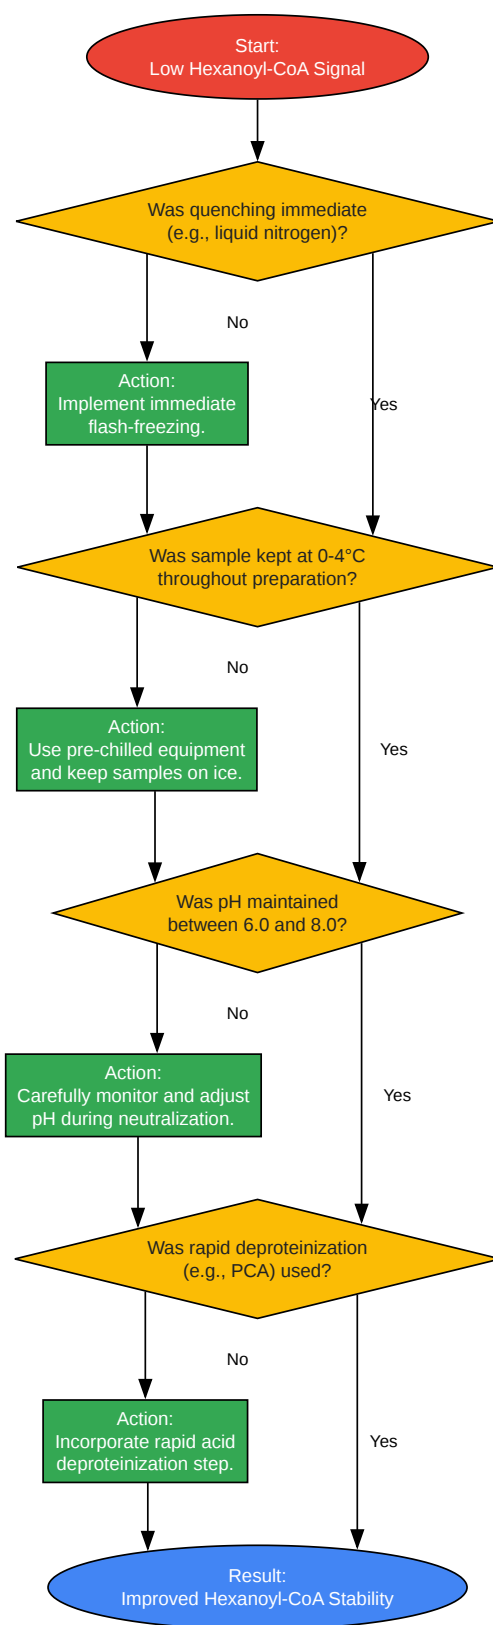 Start:
Low Hexanoyl-CoA Signal
Was quenching immediate
(e.g., liquid nitrogen)?
No
Action:
Implement immediate
flash-freezing.
Yes
Was sample kept at 0-4°C
throughout preparation?
No
Action:
Use pre-chilled equipment
and keep samples on ice.
Yes
Was pH maintained
between 6.0 and 8.0?
No
Action:
Carefully monitor and adjust
pH during neutralization.
Yes
Was rapid deproteinization
(e.g., PCA) used?
No
Action:
Incorporate rapid acid
deproteinization step.
Yes
Result:
Improved Hexanoyl-CoA Stability